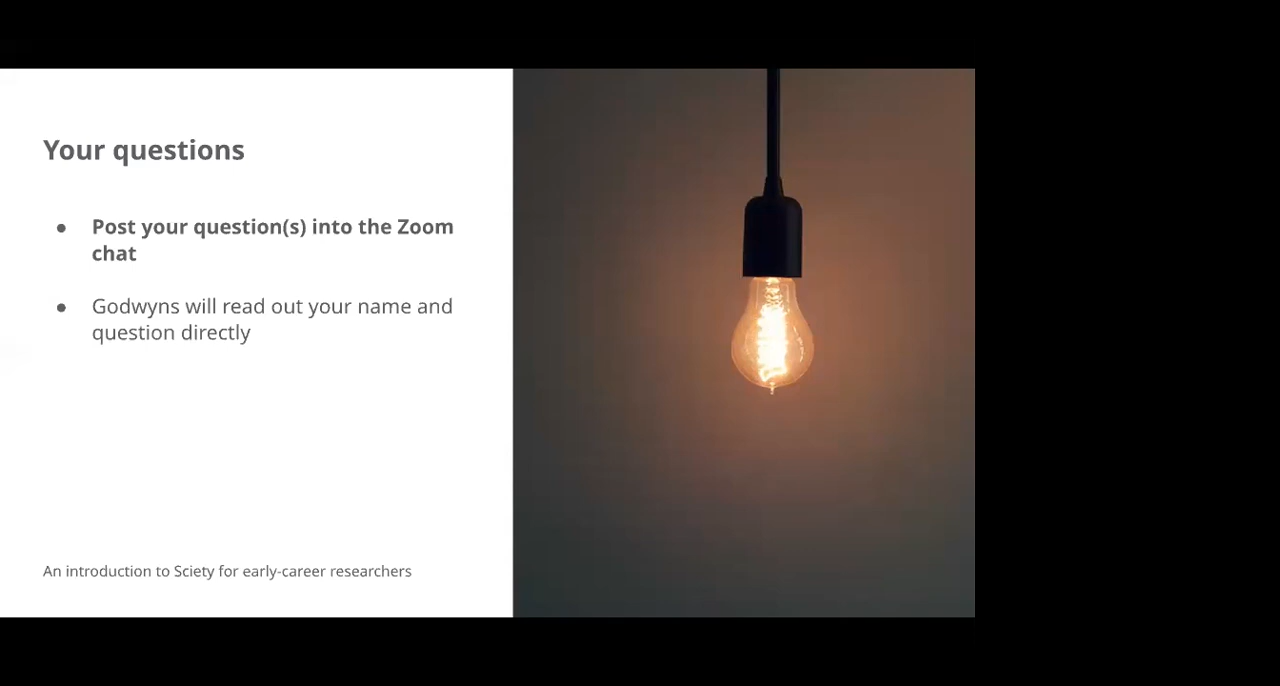 Your questions
● Post your question(s) into the Zoom
chat
● Godwyns will read out your name and
question directly
An introduction to Sciety for early-career researchers